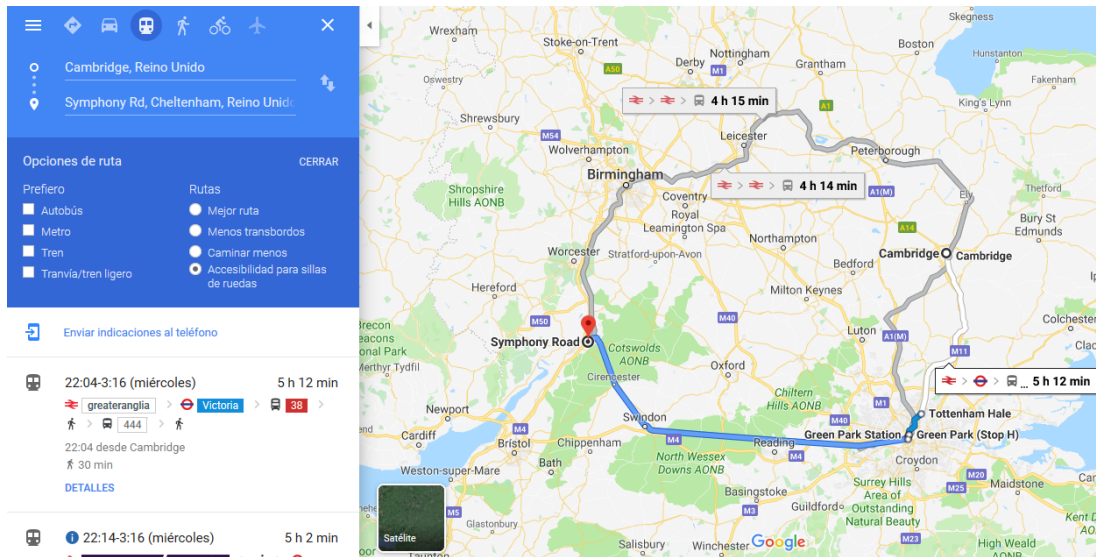 Cambridge, Reino Unido
Symphony Rd, Cheltenham, Reino Unido
Opciones de ruta
CERRAR
Prefiero
Autobús
Metro
Tren
Tranvía/tren ligero
Rutas
Mejor ruta
Menos transbordos
Caminar menos
Accesibilidad para sillas
de ruedas
Enviar indicaciones al teléfono
22:04-3:16 (miércoles)
5 h 12 min
greateranglia
Victoria
38
444
22:04 desde Cambridge
30 min
DETALLES
22:14-3:16 (miércoles)
5 h 2 min
Satélite
Wrexham
Stoke-on-Trent
Skegness
Boston
Nottingham
Derby
M1
Grantham
A50
Hunstanton
Oswestry
Fakenham
4 h 15 min
A1
King's Lynn
Shrewsbury
M54
Leicester
Wolverhampton
Peterborough
Birmingham
4 h 14 min
A1(M)
Thetford
Shropshire
Hills AONB
Coventry
Ely
Royal
Leamington Spa
Bury St
Edmunds
A14
Northampton
Worcester
Stratford-upon-Avon
Cambridge
Cambridge
Bedford
Hereford
Milton Keynes
M50
M40
Colchester
Luton
A1(M)
Symphony Road
Cotswolds
AONB
M11
Oxford
Cirencester
5 h 12 min
Chiltern
Hills AONB
M1
Newport
M40
Tottenham Hale
Swindon
Cardiff
M4
Green Park Station
Green Park (Stop H)
Bristol
Chippenham
M4
Reading
M4
Croydon
Bath
North Wessex
Downs AONB
M20
Weston-super-Mare
Surrey Hills
Area of
Outstanding
Natural Beauty
M25
Maidstone
Basingstoke
M5
M3
Guildford
Glastonbury
Salisbury
Winchester
Google
M23
High Weald
AONB
Taunton